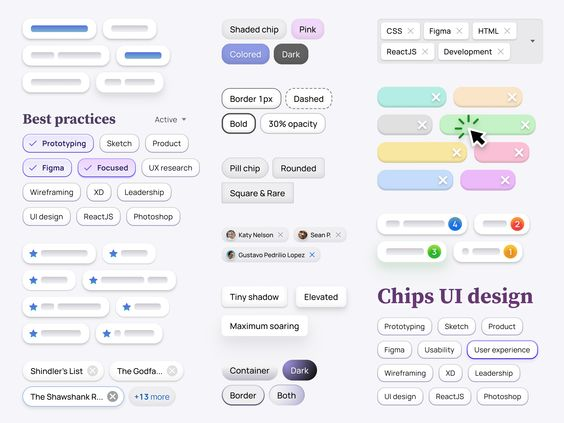 Best practices
Active
Prototyping
Sketch
Product
Figma
Focused
UX research
Wireframing
XD
Leadership
UI design
ReactJS
Photoshop
Shindler's List
The Godfa...
The Shawshank R...
+13 more
Shaded chip
Pink
Colored
Dark
Border 1px
Dashed
Bold
30% opacity
Pill chip
Rounded
Square & Rare
Katy Nelson
Sean P.
Gustavo Pedrilio Lopez
Tiny shadow
Elevated
Maximum soaring
Container
Dark
Border
Both
CSS
Figma
HTML
ReactJS
Development
4
2
3
1
Chips UI design
Prototyping
Sketch
Product
Figma
Usability
User experience
Wireframing
XD
Leadership
UI design
ReactJS
Photoshop